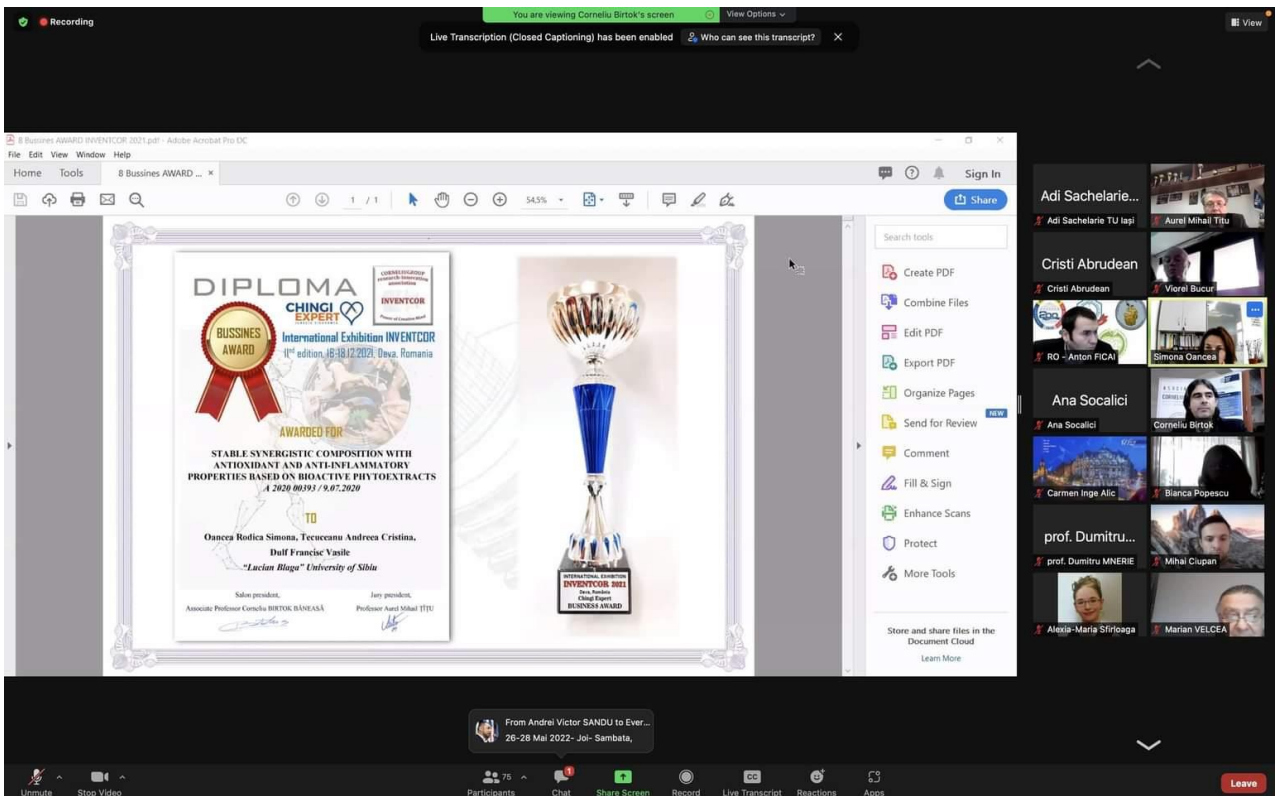 Recording
You are viewing Corneliu Birtok's screen
View Options
View
Live Transcription (Closed Captioning) has been enabled
Who can see this transcript?
8 Bussines AWARD INVENTCOR 2021.pdf - Adobe Acrobat Pro DC
File Edit View Window Help
Home Tools 8 Bussines AWARD ... × Sign In
1 / 1 54,5% Share
DIPLOMA
CORNELIUGROUP
research-innovation
association
INVENTCOR
CHINGI
EXPERT
BUSSINES
AWARD
International Exhibition INVENTCOR
IInd edition, 16-18.12.2021, Deva, Romania
AWARDED FOR
STABLE SYNERGISTIC COMPOSITION WITH
ANTIOXIDANT AND ANTI-INFLAMMATORY
PROPERTIES BASED ON BIOACTIVE PHYTOEXTRACTS
A 2020 00393 / 9.07.2020
TO
Oancea Rodica Simona, Tecuceanu Andreea Cristina,
Dulf Francisc Vasile
"Lucian Blaga" University of Sibiu
Salon president, Jury president,
Associate Professor Corneliu BIRTOK BĂNEASĂ Professor Aurel Mihail ȚÎȚU
INTERNATIONAL EXHIBITION
INVENTCOR 2021
Deva, România
Chingi Expert
BUSINESS AWARD
Search tools
Create PDF
Combine Files
Edit PDF
Export PDF
Organize Pages
Send for Review
NEW
Comment
Fill & Sign
Enhance Scans
Protect
More Tools
Store and share files in the
Document Cloud
Learn More
Adi Sachelarie...
Adi Sachelarie TU Iași
Aurel Mihail Titu
Cristi Abrudean
Cristi Abrudean
Viorel Bucur
RO - Anton FICAI
Simona Oancea
Ana Socalici
Ana Socalici
Corneliu Birtok
Carmen Inge Alic
Bianca Popescu
prof. Dumitru...
prof. Dumitru MNERIE
Mihai Ciupan
Alexia-Maria Sfirloaga
Marian VELCEA
From Andrei Victor SANDU to Ever...
26-28 Mai 2022- Joi- Sambata,
Unmute
Stop Video
75
Participants
1
Chat
Share Screen
Record
CC
Live Transcript
Reactions
Apps
Leave